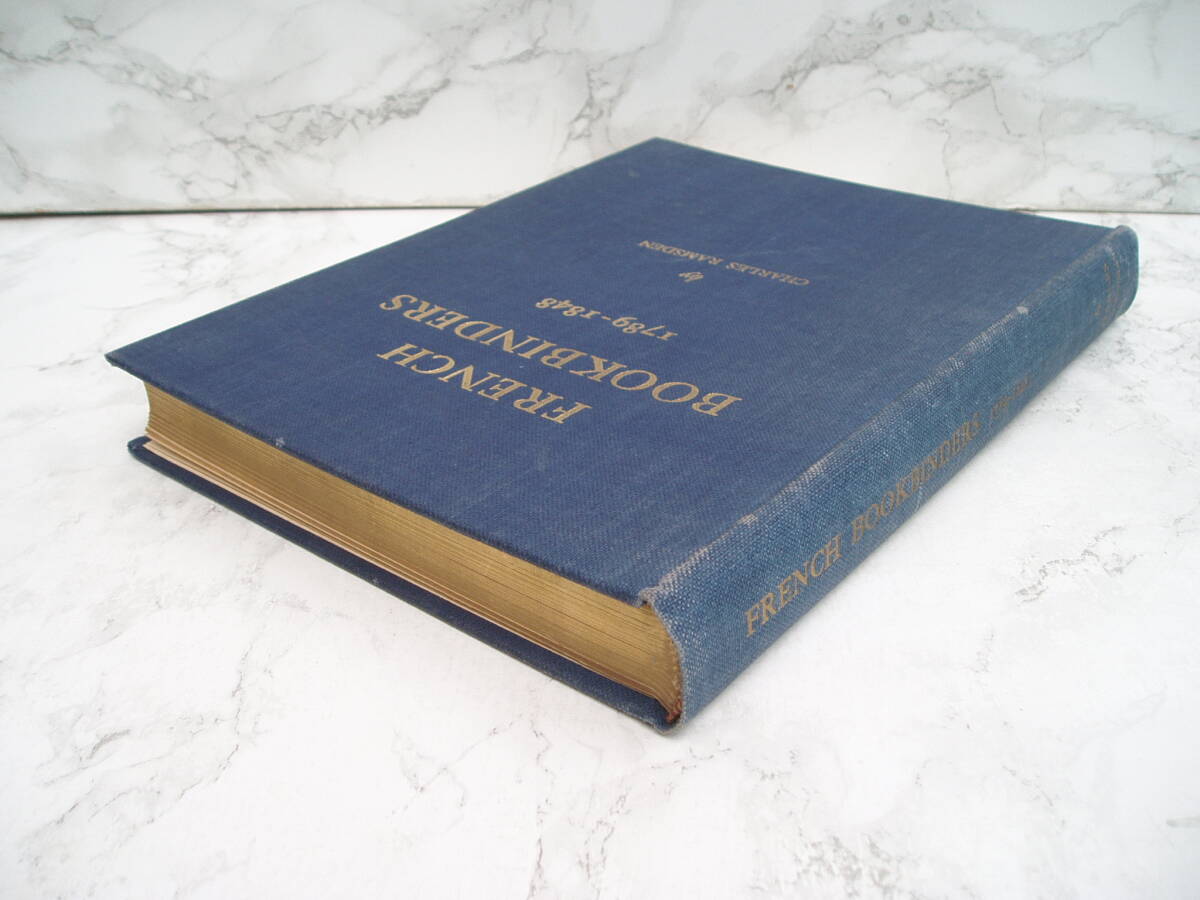 FRENCH
BOOKBINDERS
1789-1848
by
CHARLES RAMSDEN
FRENCH BOOKBINDERS